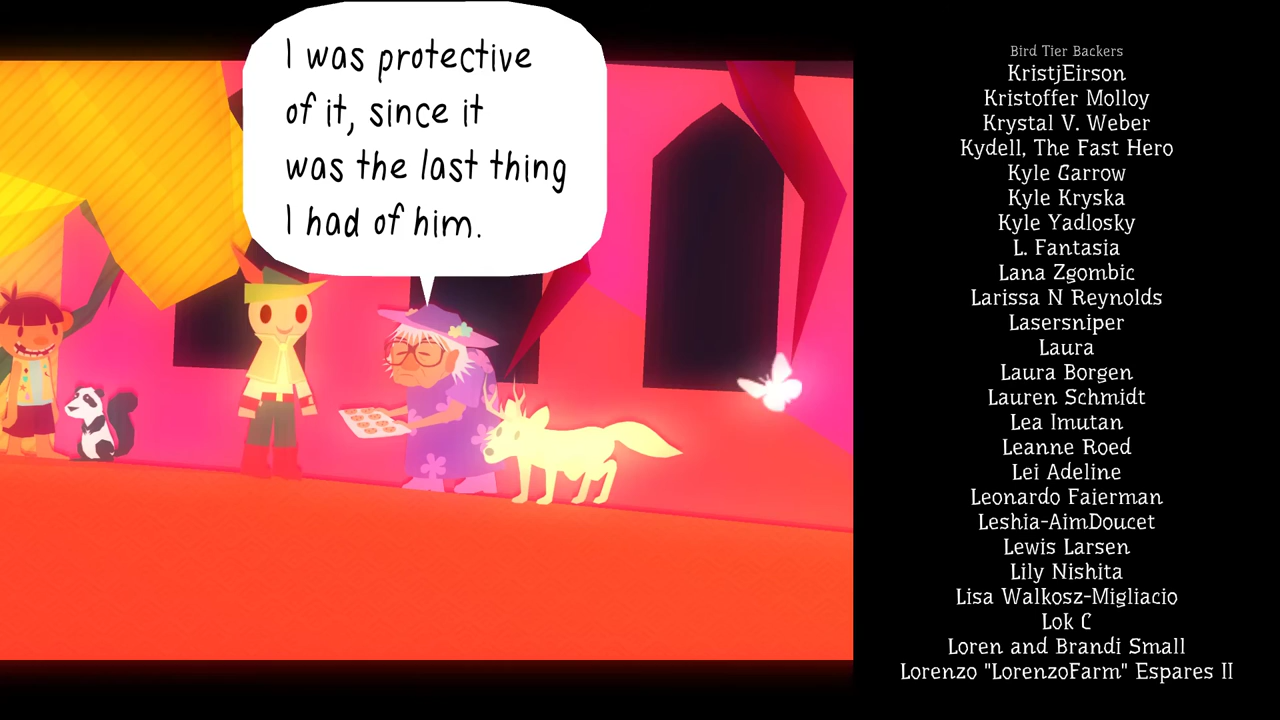 I was protective
of it, since it
was the last thing
I had of him.
Bird Tier Backers
KristjEirson
Kristoffer Molloy
Krystal V. Weber
Kydell, The Fast Hero
Kyle Garrow
Kyle Kryska
Kyle Yadlosky
L. Fantasia
Lana Zgombic
Larissa N Reynolds
Lasersniper
Laura
Laura Borgen
Lauren Schmidt
Lea Imutan
Leanne Roed
Lei Adeline
Leonardo Faierman
Leshia-AimDoucet
Lewis Larsen
Lily Nishita
Lisa Walkosz-Migliacio
Lok C
Loren and Brandi Small
Lorenzo "LorenzoFarm" Espares II